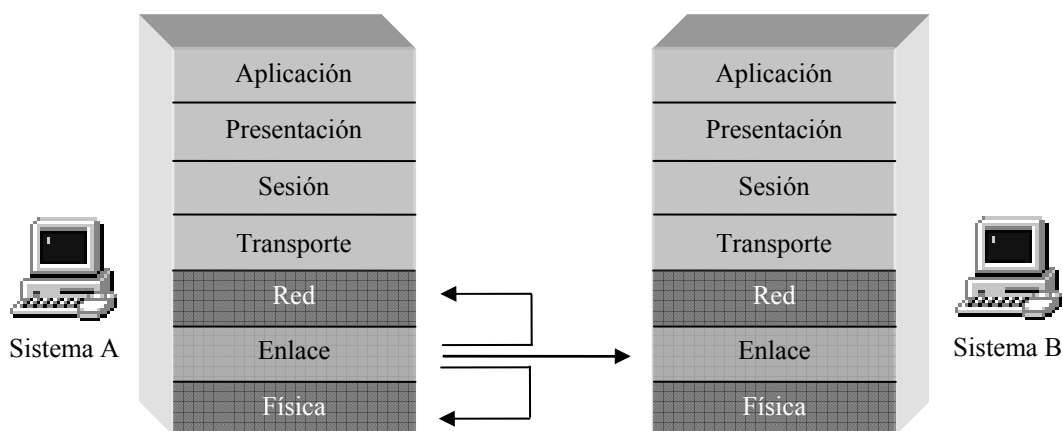 Aplicación
Presentación
Sesión
Transporte
Red
Enlace
Física
Sistema A
Aplicación
Presentación
Sesión
Transporte
Red
Enlace
Física
Sistema B